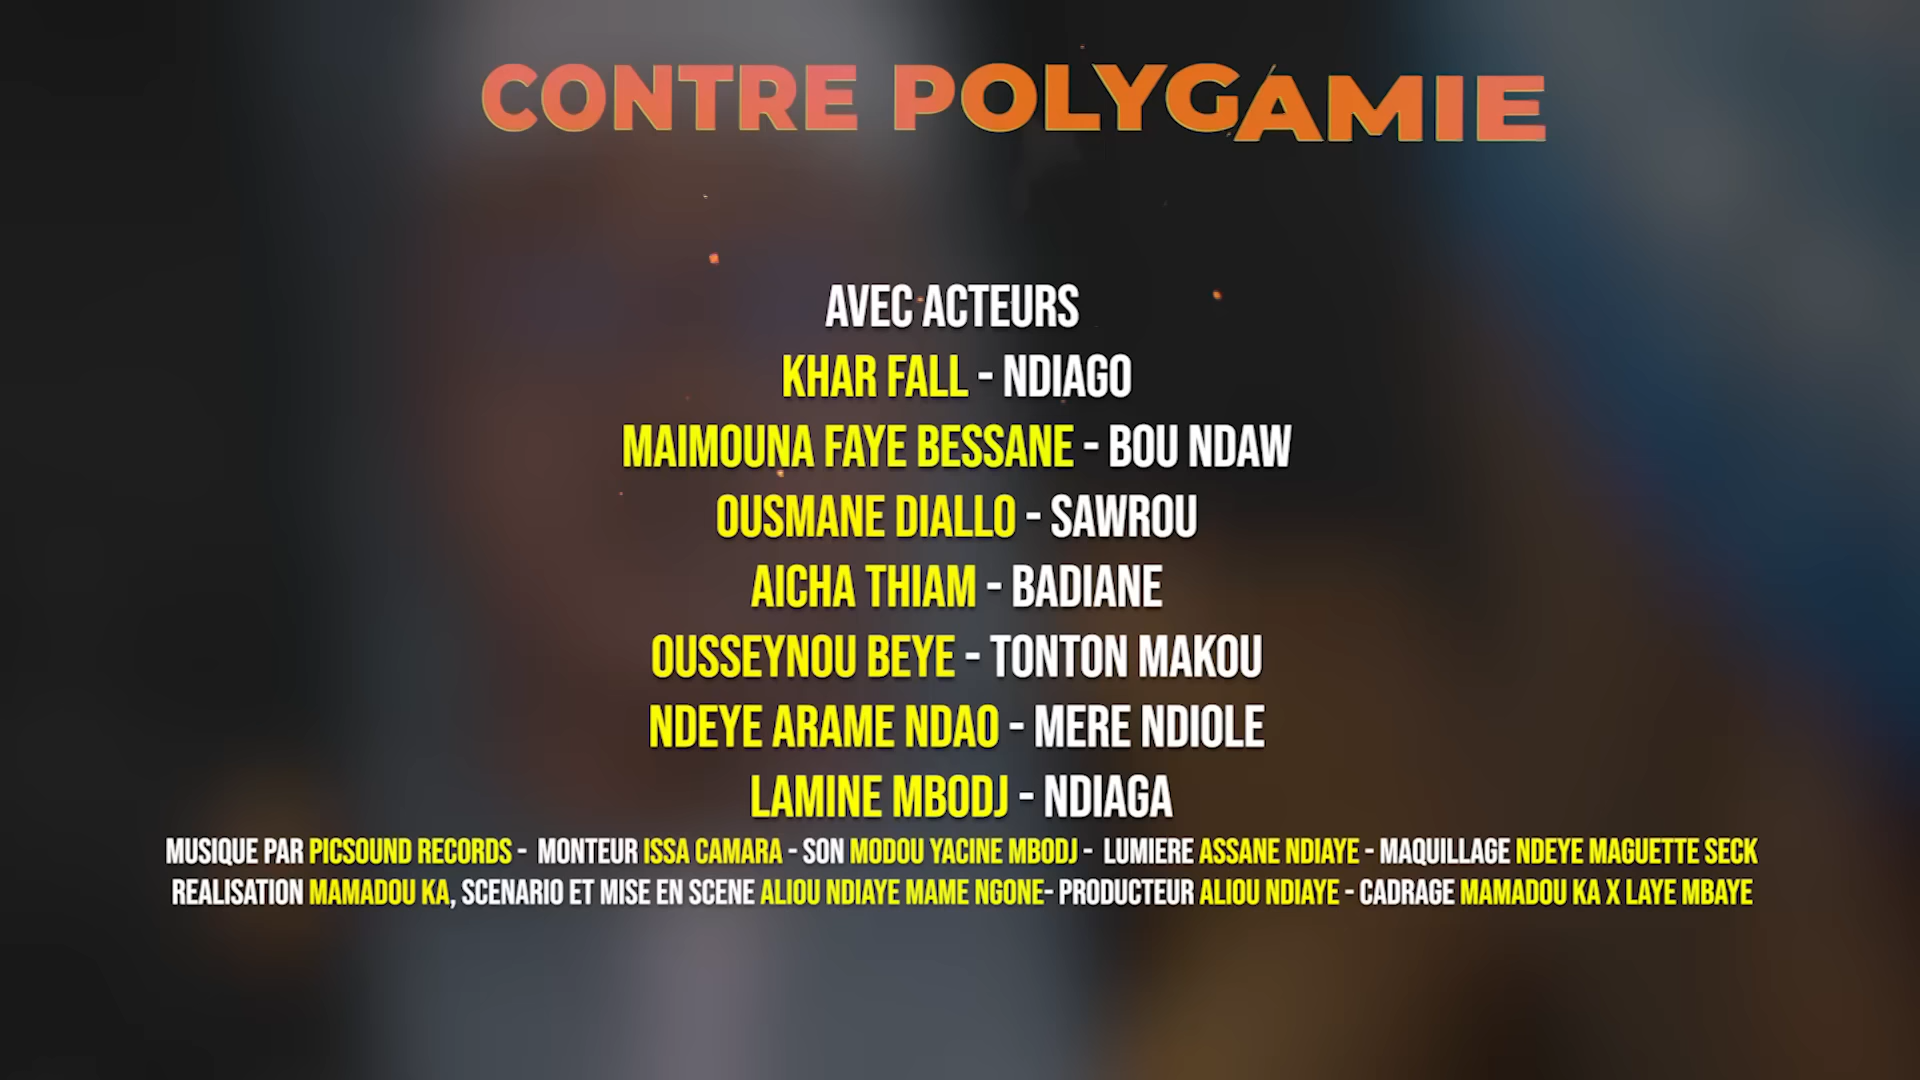 CONTRE POLYGAMIE
AVEC ACTEURS
KHAR FALL - NDIAGO
MAIMOUNA FAYE BESSANE - BOU NDAW
OUSMANE DIALLO - SAWROU
AICHA THIAM - BADIANE
OUSSEYNOU BEYE - TONTON MAKOU
NDEYE ARAME NDAO - MERE NDIOLE
LAMINE MBODJ - NDIAGA
MUSIQUE PAR PICSOUND RECORDS - MONTEUR ISSA CAMARA - SON MODOU YACINE MBODJ - LUMIERE ASSANE NDIAYE - MAQUILLAGE NDEYE MAGUETTE SECK
REALISATION MAMADOU KA, SCENARIO ET MISE EN SCENE ALIOU NDIAYE MAME NGONE- PRODUCTEUR ALIOU NDIAYE - CADRAGE MAMADOU KA X LAYE MBAYE